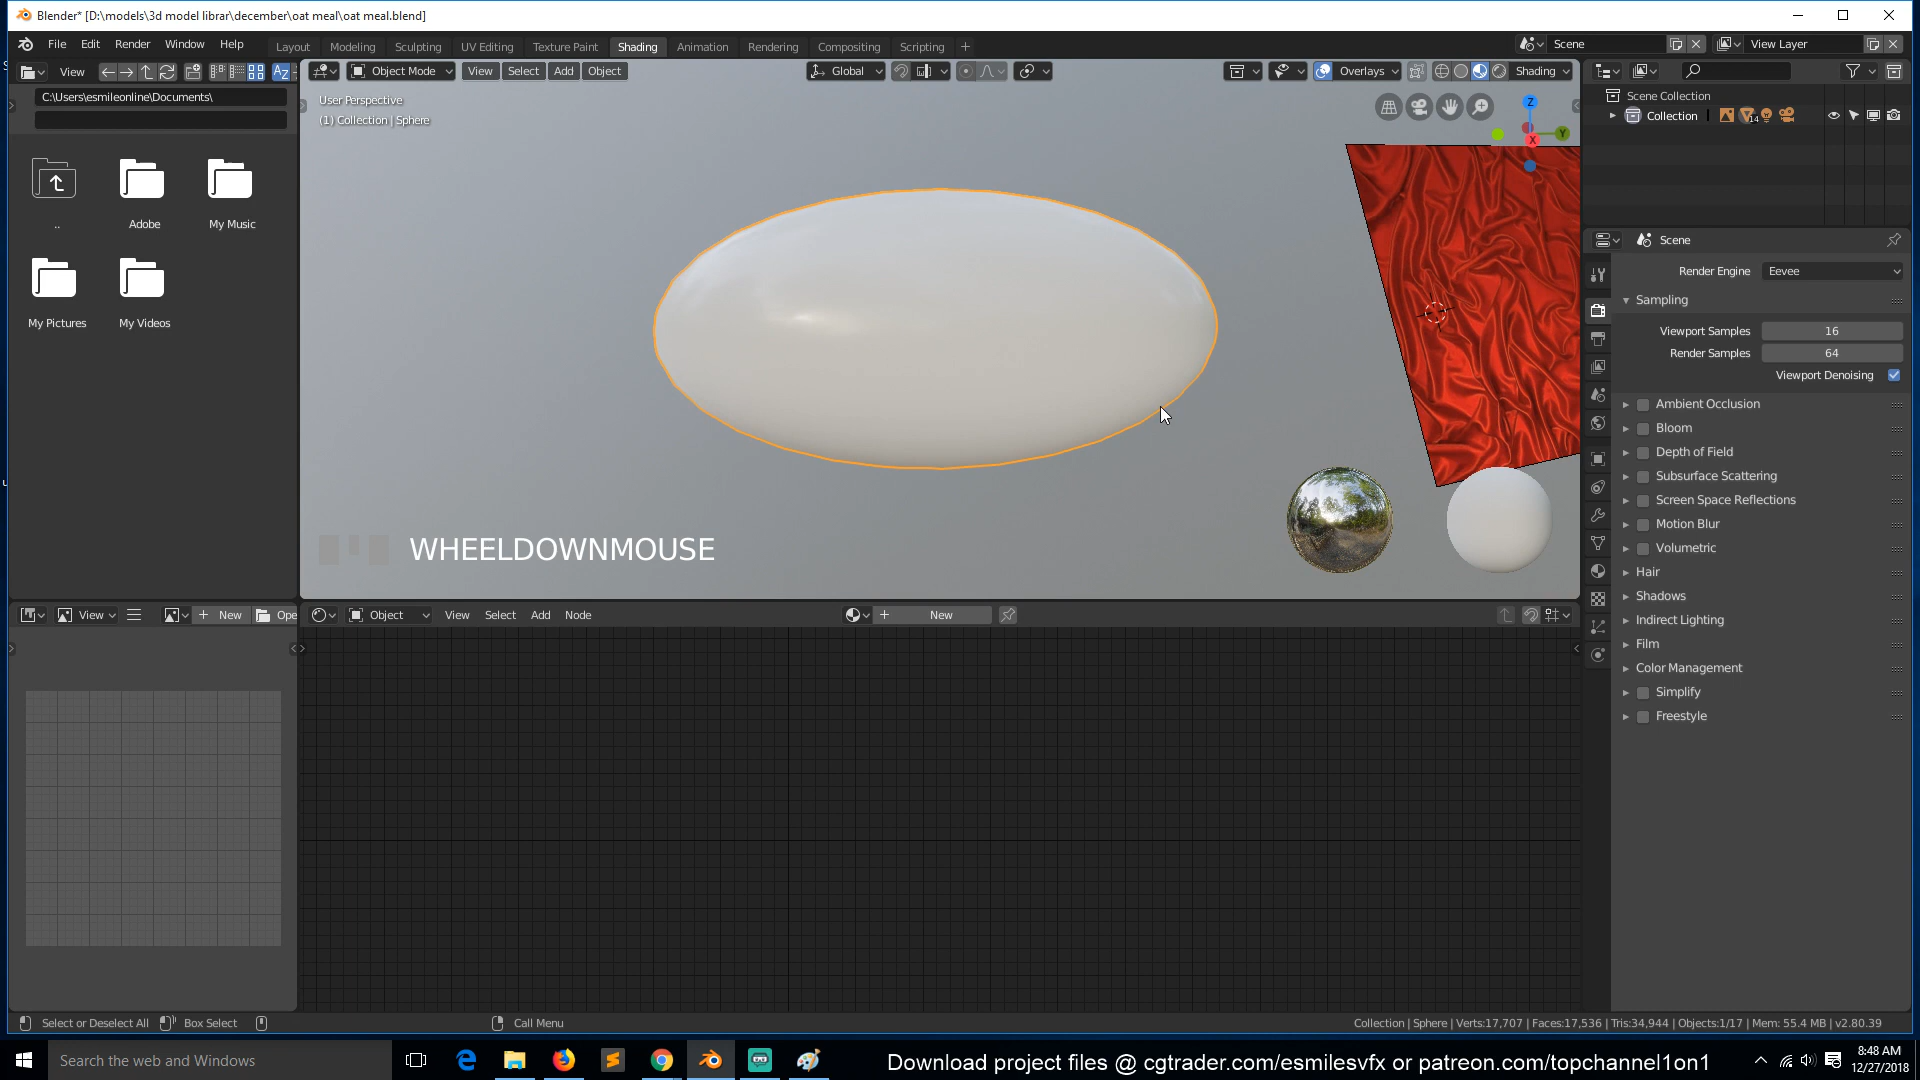 Blender* [D:\models\3d model librar\december\oat meal\oat meal.blend]
File Edit Render Window Help Layout Modeling Sculpting UV Editing Texture Paint Shading Animation Rendering Compositing Scripting + Scene View Layer
View Object Mode View Select Add Object Global Overlays Shading
C:\Users\esmileonline\Documents\
User Perspective
(1) Collection | Sphere
Z
Y
X
Scene Collection
Collection 14
..
Adobe
My Music
My Pictures
My Videos
Scene
Render Engine Eevee
Sampling
Viewport Samples 16
Render Samples 64
Viewport Denoising
Ambient Occlusion
Bloom
Depth of Field
Subsurface Scattering
Screen Space Reflections
Motion Blur
Volumetric
Hair
Shadows
Indirect Lighting
Film
Color Management
Simplify
Freestyle
WHEELDOWNMOUSE
View + New Ope Object View Select Add Node + New
Select or Deselect All Box Select Call Menu Collection | Sphere | Verts:17,707 | Faces:17,536 | Tris:34,944 | Objects:1/17 | Mem: 55.4 MB | v2.80.39
Search the web and Windows
Download project files @ cgtrader.com/esmilesvfx or patreon.com/topchannel1on1
8:48 AM
12/27/2018